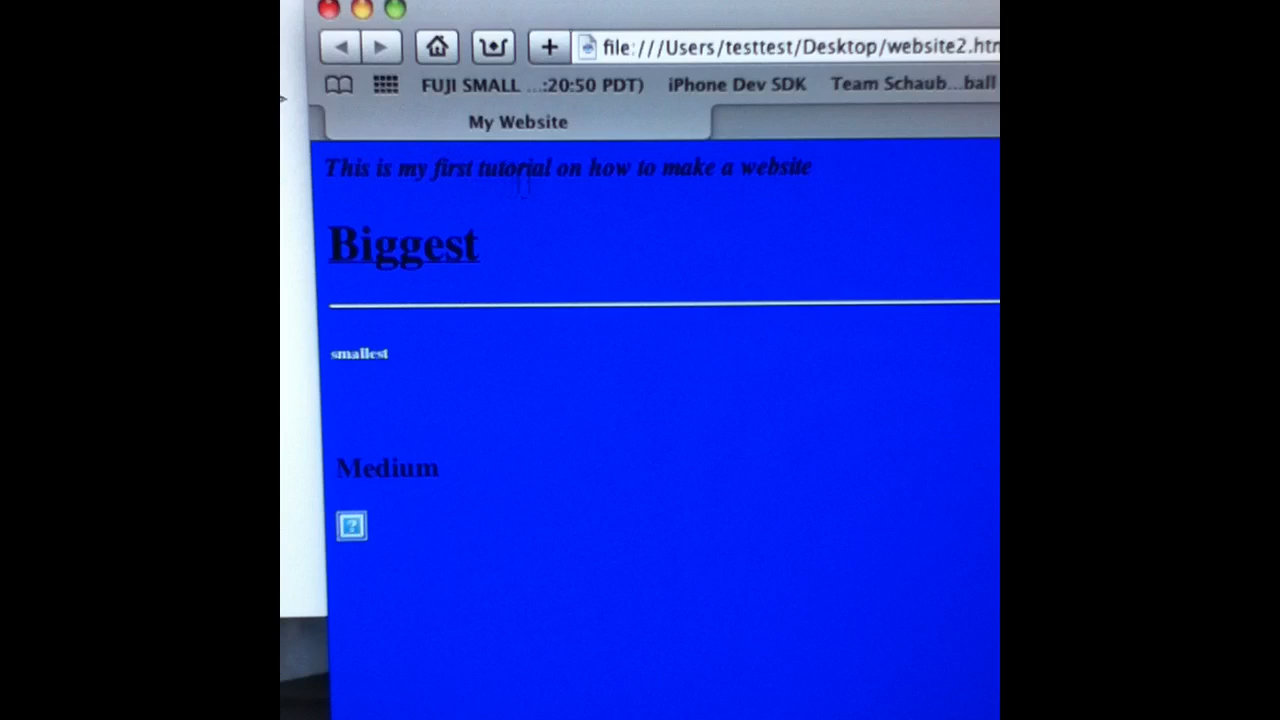 file:///Users/testtest/Desktop/website2.htm
FUJI SMALL ...:20:50 PDT) iPhone Dev SDK Team Schaub...ball
My Website
This is my first tutorial on how to make a website
Biggest
smallest
Medium
?